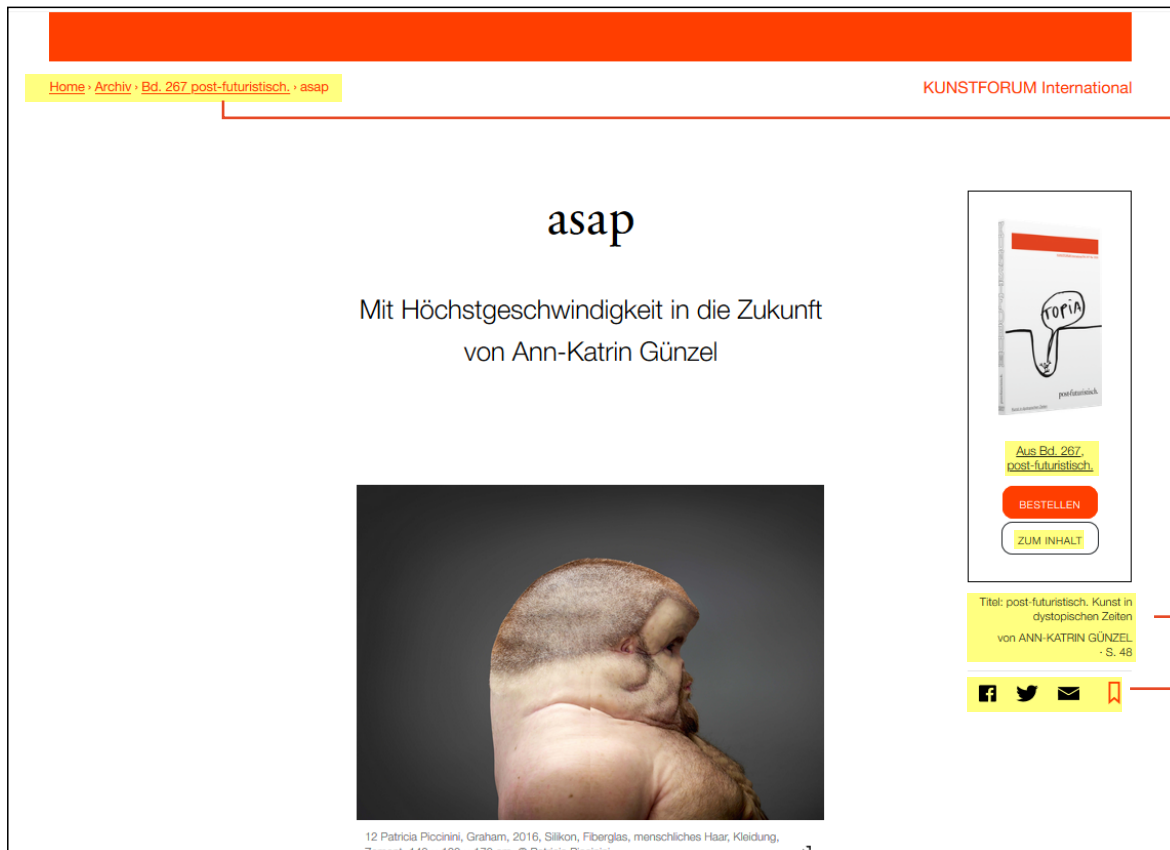 Home › Archiv › Bd. 267 post-futuristisch. › asap
KUNSTFORUM International
asap
Mit Höchstgeschwindigkeit in die Zukunft
von Ann-Katrin Günzel
TOPIA
post-futuristisch.
Aus Bd. 267,
post-futuristisch.
BESTELLEN
ZUM INHALT
Titel: post-futuristisch. Kunst in
dystopischen Zeiten
von ANN-KATRIN GÜNZEL
· S. 48
12 Patricia Piccinini, Graham, 2016, Silikon, Fiberglas, menschliches Haar, Kleidung,